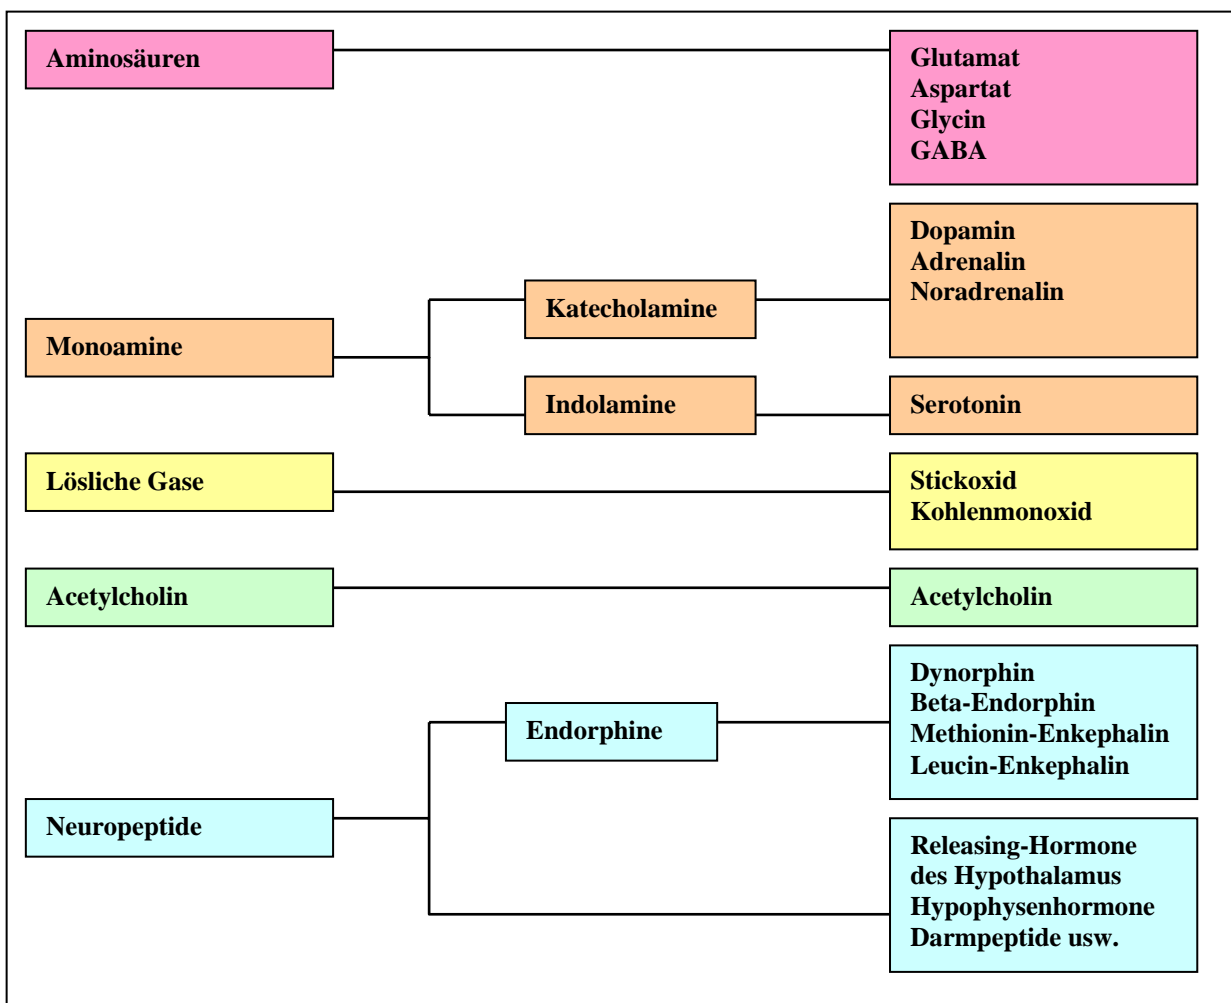 Aminosäuren
Glutamat
Aspartat
Glycin
GABA
Monoamine
Katecholamine
Dopamin
Adrenalin
Noradrenalin
Indolamine
Serotonin
Lösliche Gase
Stickoxid
Kohlenmonoxid
Acetylcholin
Acetylcholin
Neuropeptide
Endorphine
Dynorphin
Beta-Endorphin
Methionin-Enkephalin
Leucin-Enkephalin
Releasing-Hormone
des Hypothalamus
Hypophysenhormone
Darmpeptide usw.